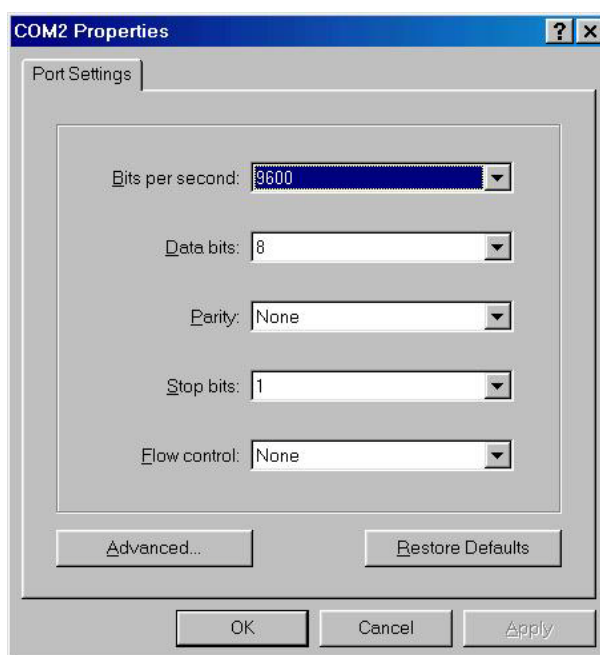 COM2 Properties
Port Settings
Bits per second: 9600
Data bits: 8
Parity: None
Stop bits: 1
Flow control: None
Advanced... Restore Defaults
OK Cancel Apply